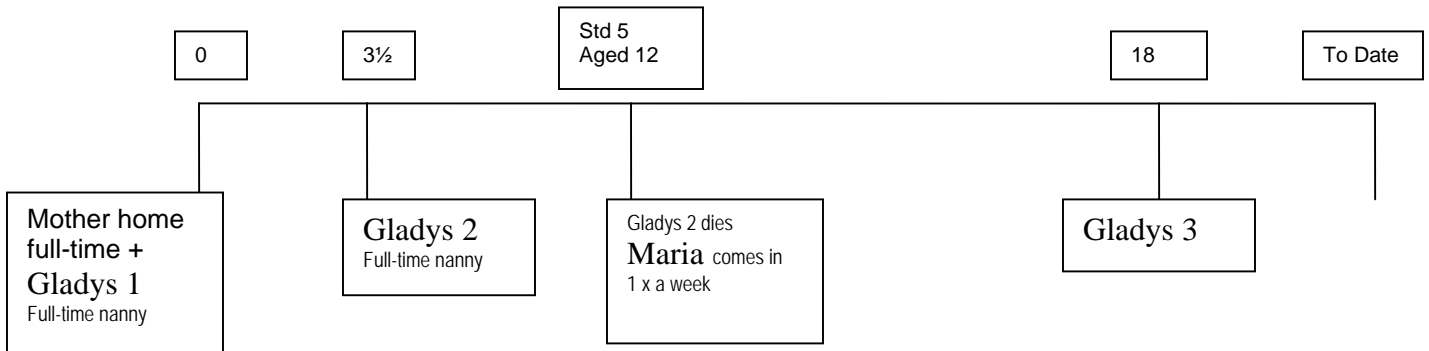 0
3½
Std 5
Aged 12
18
To Date
Mother home
full-time +
Gladys 1
Full-time nanny
Gladys 2
Full-time nanny
Gladys 2 dies
Maria comes in
1 x a week
Gladys 3